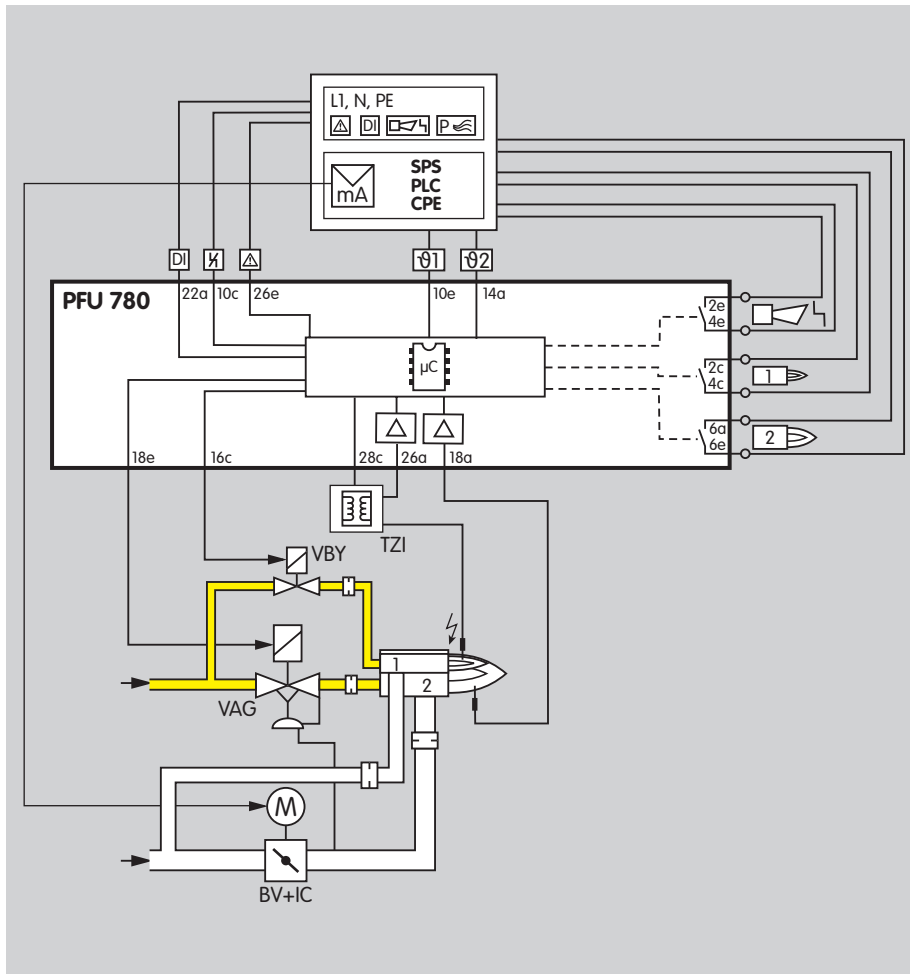 L1, N, PE
DI
P
mA
SPS
PLC
CPE
DI
ϑ1
ϑ2
PFU 780
22a
10c
26e
10e
14a
2e
4e
µC
2c
4c
1
6a
6e
2
18e
16c
28c
26a
18a
TZI
VBY
1
2
VAG
M
BV+IC